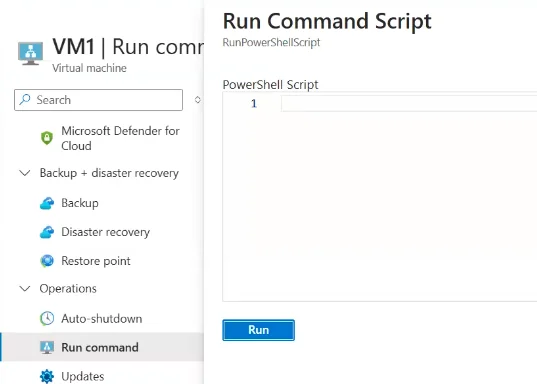 VM1 | Run comm
Virtual machine
Search
Microsoft Defender for
Cloud
Backup + disaster recovery
Backup
Disaster recovery
Restore point
Operations
Auto-shutdown
Run command
Updates
Run Command Script
RunPowerShellScript
PowerShell Script
1
Run